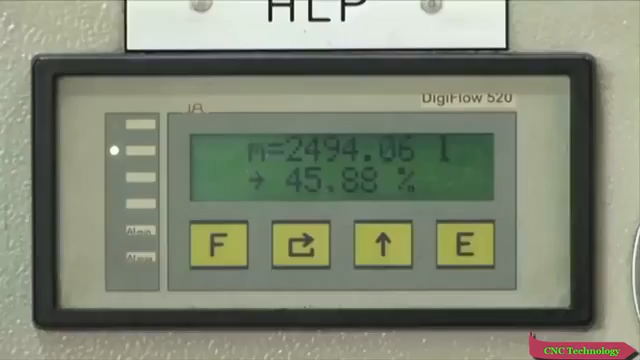 HLP
DigiFlow 520
m=2494.06 l
→ 45.88 %
F
E
CNC Technology